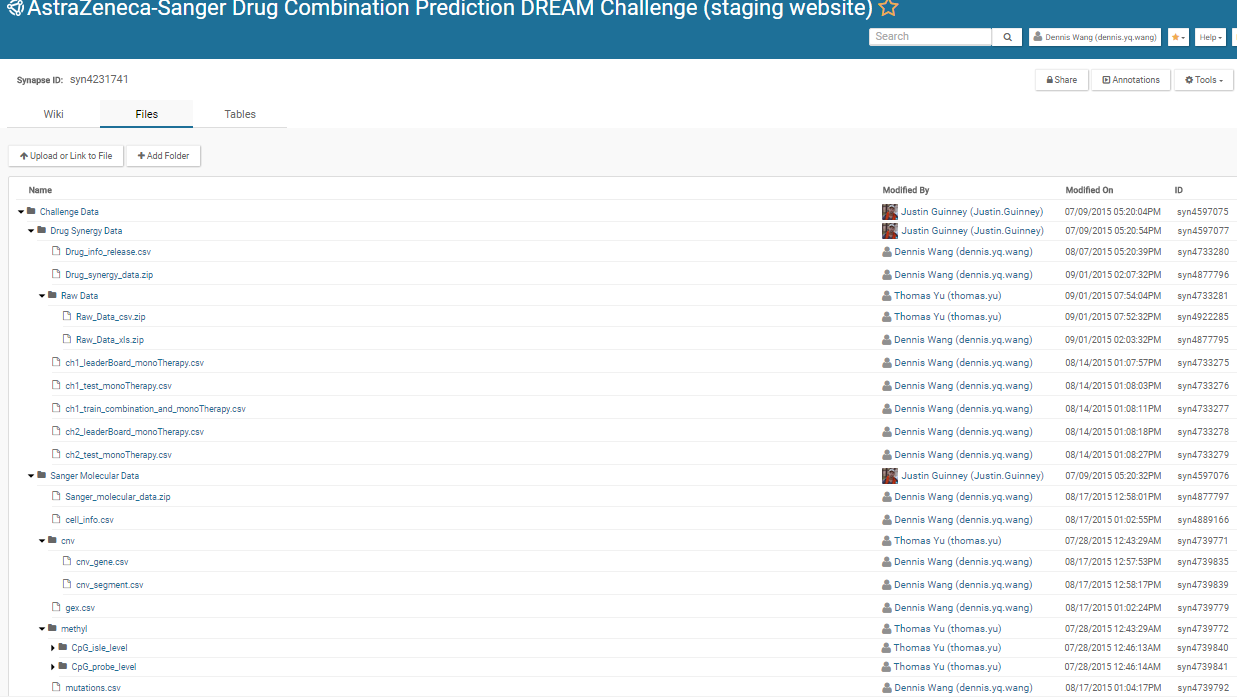 AstraZeneca-Sanger Drug Combination Prediction DREAM Challenge (staging website)
Search Dennis Wang (dennis.yq.wang) Help
Synapse ID: syn4231741 Share Annotations Tools
Wiki Files Tables
Upload or Link to File Add Folder
Name Modified By Modified On ID
Challenge Data Justin Guinney (Justin.Guinney) 07/09/2015 05:20:04PM syn4597075
Drug Synergy Data Justin Guinney (Justin.Guinney) 07/09/2015 05:20:54PM syn4597077
Drug_info_release.csv Dennis Wang (dennis.yq.wang) 08/07/2015 05:20:39PM syn4733280
Drug_synergy_data.zip Dennis Wang (dennis.yq.wang) 09/01/2015 02:07:32PM syn4877796
Raw Data Thomas Yu (thomas.yu) 09/01/2015 07:54:04PM syn4733281
Raw_Data_csv.zip Thomas Yu (thomas.yu) 09/01/2015 07:52:32PM syn4922285
Raw_Data_xls.zip Dennis Wang (dennis.yq.wang) 09/01/2015 02:03:32PM syn4877795
ch1_leaderBoard_monoTherapy.csv Dennis Wang (dennis.yq.wang) 08/14/2015 01:07:57PM syn4733275
ch1_test_monoTherapy.csv Dennis Wang (dennis.yq.wang) 08/14/2015 01:08:03PM syn4733276
ch1_train_combination_and_monoTherapy.csv Dennis Wang (dennis.yq.wang) 08/14/2015 01:08:11PM syn4733277
ch2_leaderBoard_monoTherapy.csv Dennis Wang (dennis.yq.wang) 08/14/2015 01:08:18PM syn4733278
ch2_test_monoTherapy.csv Dennis Wang (dennis.yq.wang) 08/14/2015 01:08:27PM syn4733279
Sanger Molecular Data Justin Guinney (Justin.Guinney) 07/09/2015 05:20:32PM syn4597076
Sanger_molecular_data.zip Dennis Wang (dennis.yq.wang) 08/17/2015 12:58:01PM syn4877797
cell_info.csv Dennis Wang (dennis.yq.wang) 08/17/2015 01:02:55PM syn4889166
cnv Thomas Yu (thomas.yu) 07/28/2015 12:43:29AM syn4739771
cnv_gene.csv Dennis Wang (dennis.yq.wang) 08/17/2015 12:57:53PM syn4739835
cnv_segment.csv Dennis Wang (dennis.yq.wang) 08/17/2015 12:58:17PM syn4739839
gex.csv Dennis Wang (dennis.yq.wang) 08/17/2015 01:02:24PM syn4739779
methyl Thomas Yu (thomas.yu) 07/28/2015 12:43:29AM syn4739772
CpG_isle_level Thomas Yu (thomas.yu) 07/28/2015 12:46:13AM syn4739840
CpG_probe_level Thomas Yu (thomas.yu) 07/28/2015 12:46:14AM syn4739841
mutations.csv Dennis Wang (dennis.yq.wang) 08/17/2015 01:04:17PM syn4739792